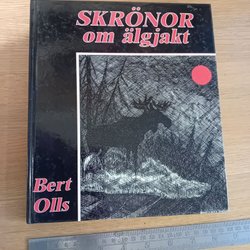 SKRÖNOR
om älgjakt
Bert
Olls